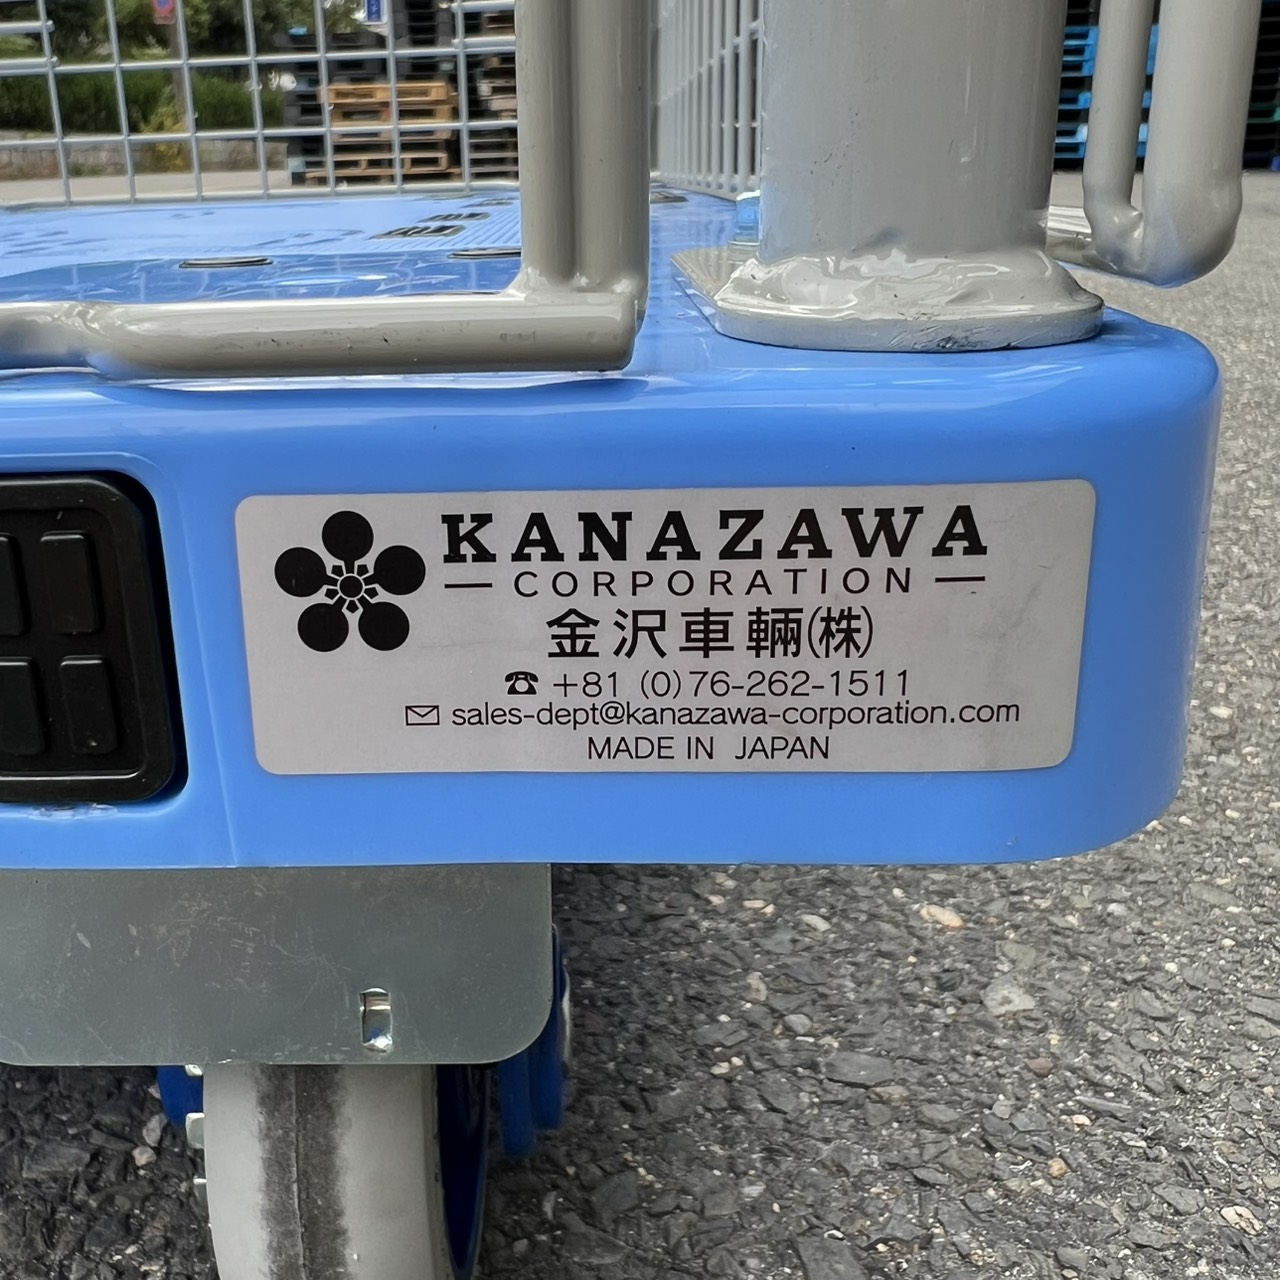 KANAZAWA
CORPORATION
金沢車輛(株)
☎ +81 (0)76-262-1511
✉ sales-dept@kanazawa-corporation.com
MADE IN JAPAN